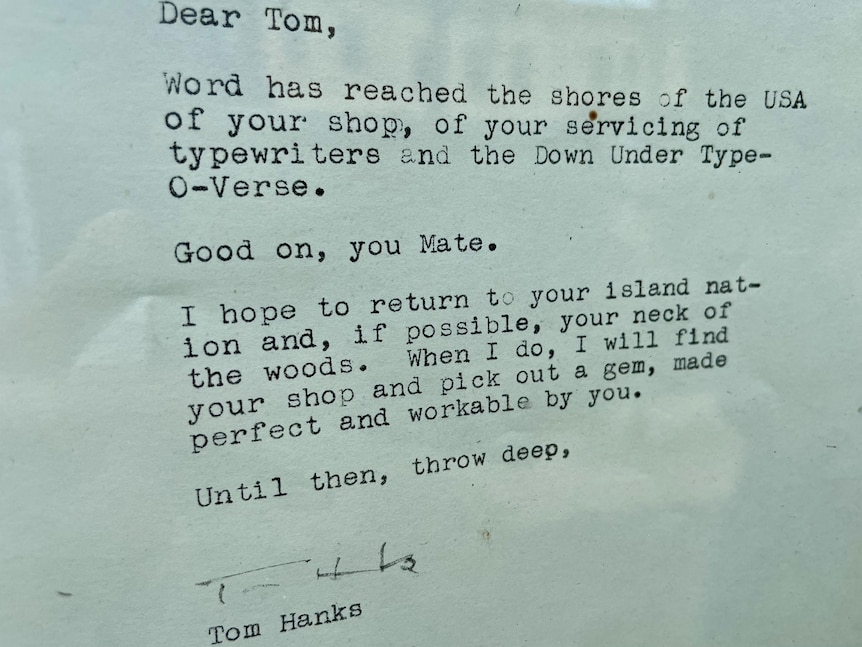 Dear Tom,
Word has reached the shores of the USA
of your shop, of your servicing of
typewriters and the Down Under Type-
O-Verse.
Good on, you Mate.
I hope to return to your island nat-
ion and, if possible, your neck of
the woods. When I do, I will find
your shop and pick out a gem, made
perfect and workable by you.
Until then, throw deep,
T Hks
Tom Hanks